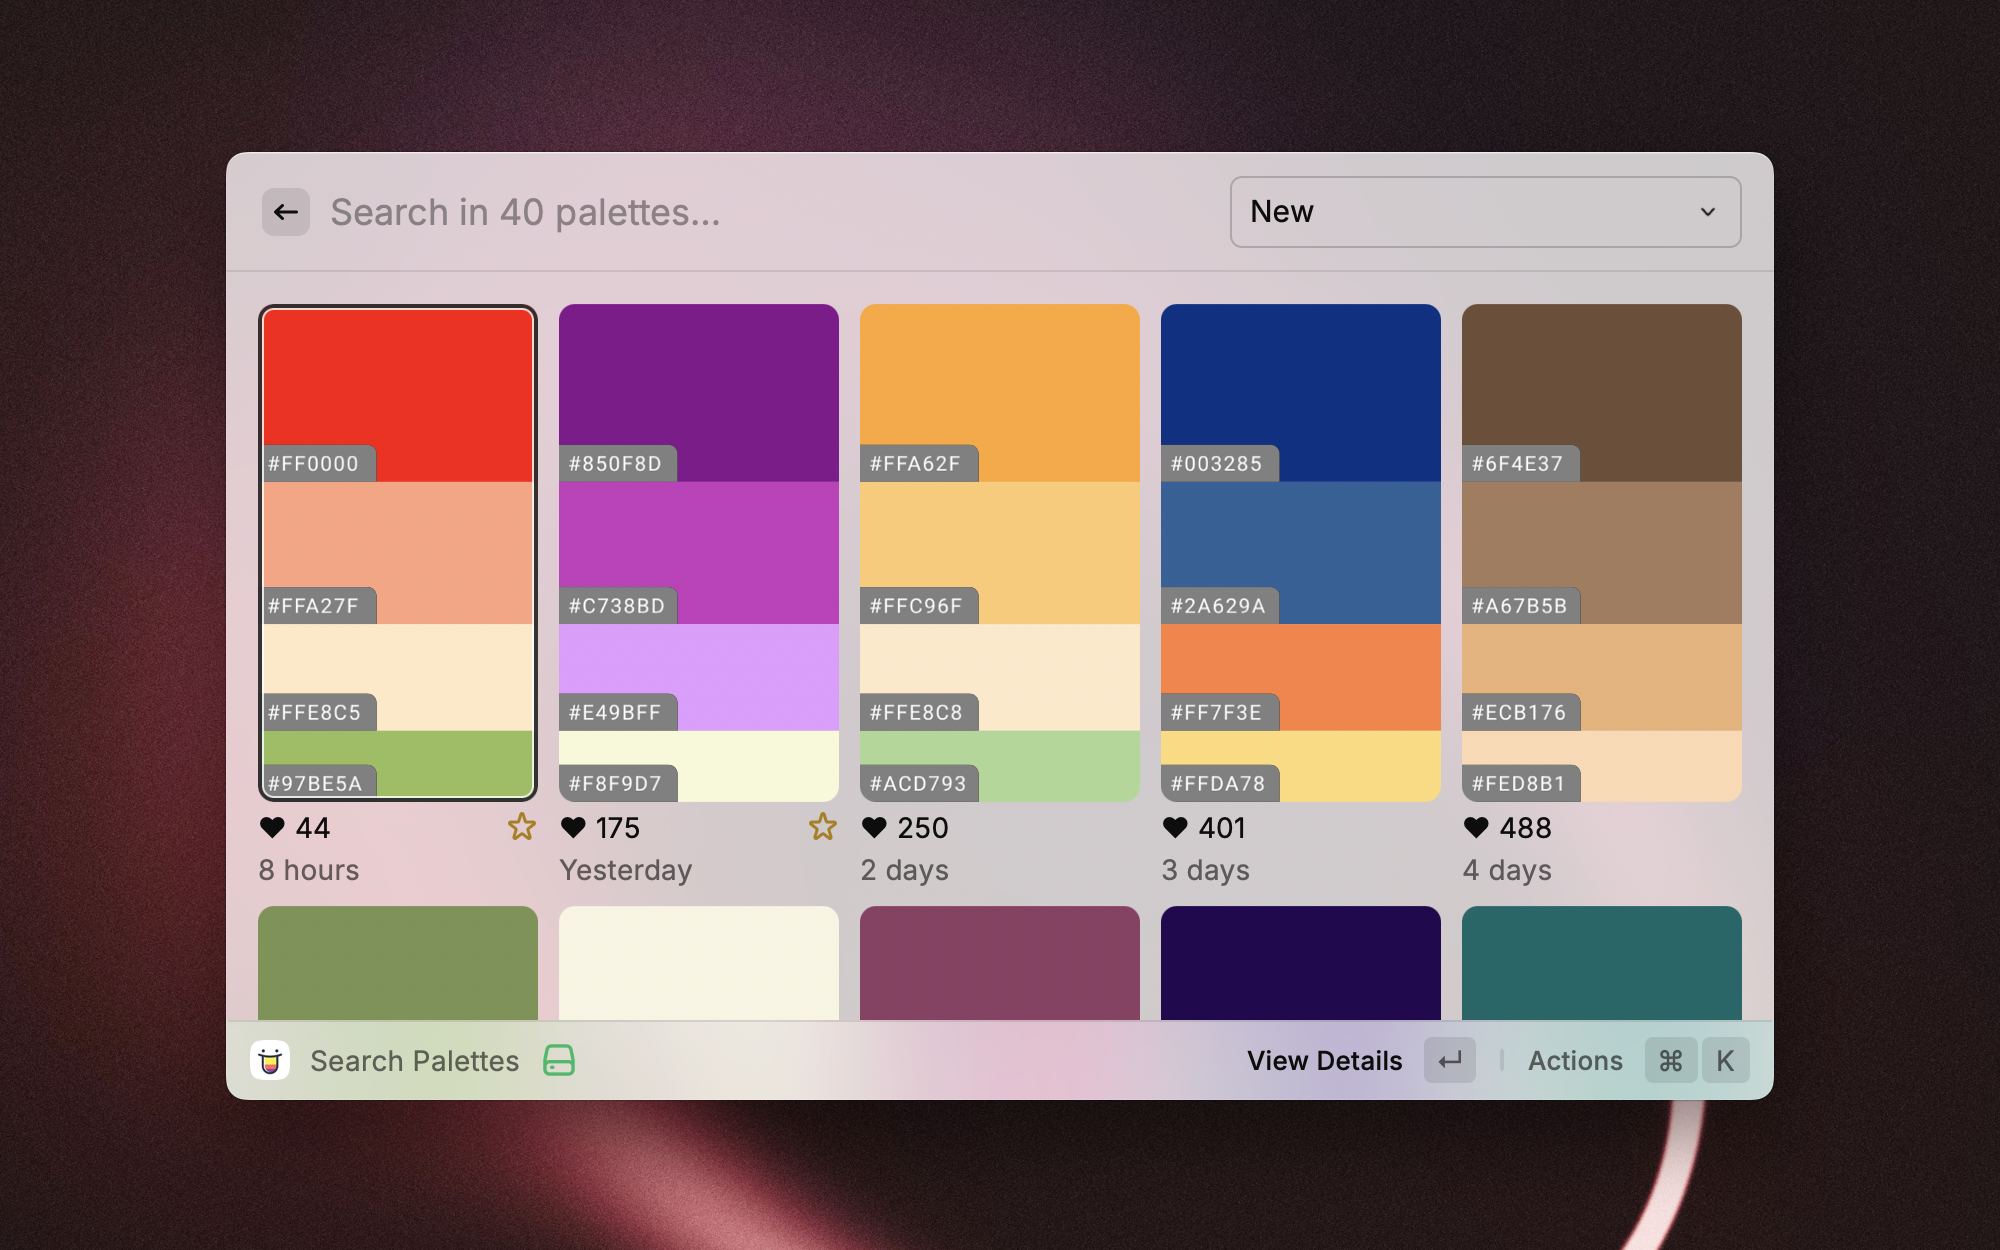 Search in 40 palettes...
New
#FF0000
#850F8D
#FFA62F
#003285
#6F4E37
#FFA27F
#C738BD
#FFC96F
#2A629A
#A67B5B
#FFE8C5
#E49BFF
#FFE8C8
#FF7F3E
#ECB176
#97BE5A
#F8F9D7
#ACD793
#FFDA78
#FED8B1
44
175
250
401
488
8 hours
Yesterday
2 days
3 days
4 days
Search Palettes
View Details
Actions
⌘ K